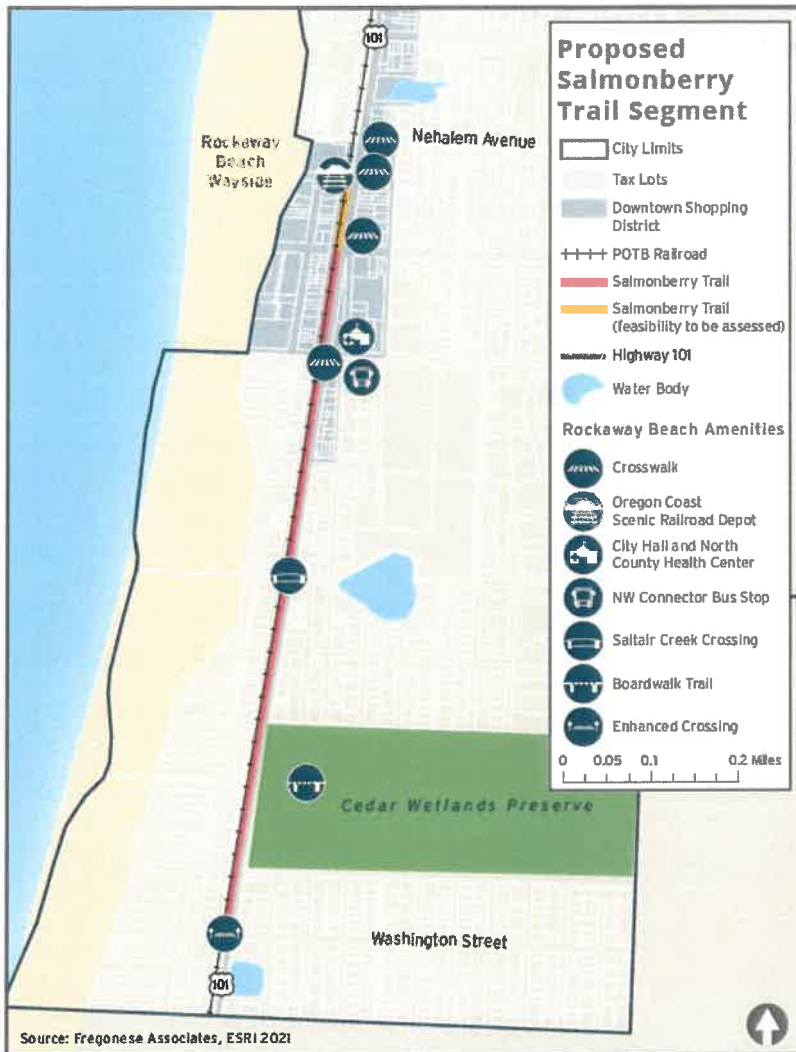 101
Proposed
Salmonberry
Trail Segment
City Limits
Tax Lots
Downtown Shopping
District
POTB Railroad
Salmonberry Trail
Salmonberry Trail
(feasibility to be assessed)
Highway 101
Water Body
Rockaway Beach Amenities
Crosswalk
Oregon Coast
Scenic Railroad Depot
City Hall and North
County Health Center
NW Connector Bus Stop
Saltair Creek Crossing
Boardwalk Trail
Enhanced Crossing
0 0.05 0.1 0.2 Miles
Nehalem Avenue
Rockaway
Beach
Wayside
Cedar Wetlands Preserve
Washington Street
101
Source: Fregonese Associates, ESRI 2021